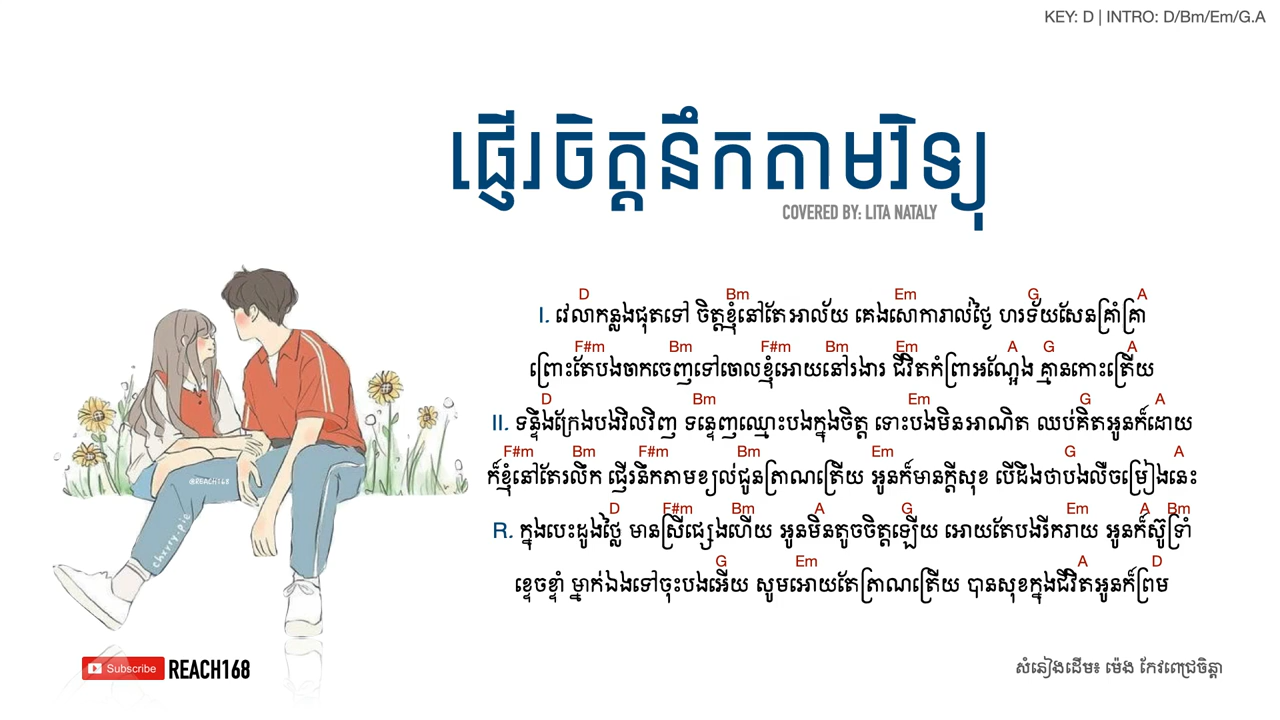 KEY: D | INTRO: D/Bm/Em/G.A
ផ្ញើរចិត្តនឹកតាមវិទ្យុ
COVERED BY: LITA NATALY
D Bm Em G A
I. វេលាកន្លងផុតទៅ ចិត្តខ្ញុំនៅតែអាល័យ គេងសោការាល់ថ្ងៃ ហរទ័យសែនគ្រាំគ្រា
F#m Bm F#m Bm Em A G A
ព្រោះតែបងចាកចេញទៅចោលខ្ញុំអោយនៅរងារ ជីវិតកំព្រាអណ្ដែង គ្មានកោះត្រើយ
D Bm Em G A
II. ទន្ទឹងក្រែងបងវិលវិញ ទន្ទេញឈ្មោះបងក្នុងចិត្ត ទោះបងមិនអាណិត ឈប់គិតអូនក៏ដោយ
F#m Bm F#m Bm Em G A
ក៏ខ្ញុំនៅតែរលឹក ផ្ញើរនឹកតាមខ្យល់ជូនត្រាណត្រើយ អូនក៏មានក្ដីសុខ បើដឹងថាបងលឺចម្រៀងនេះ
D F#m Bm A G Em A Bm
R. ក្នុងបេះដូងថ្លៃ មានស្រីផ្សេងហើយ អូនមិនតូចចិត្តឡើយ អោយតែបងរីករាយ អូនក៏ស៊ូទ្រាំ
G Em A D
ខ្ទេចខ្ទាំ ម្នាក់ឯងទៅចុះបងអើយ សូមអោយតែត្រាណត្រើយ បានសុខក្នុងជីវិតអូនក៏ព្រម
@REACH168
cherry.pie
Subscribe REACH168
សំនៀងដើម៖ ម៉េង កែវពេជ្រចិន្តា